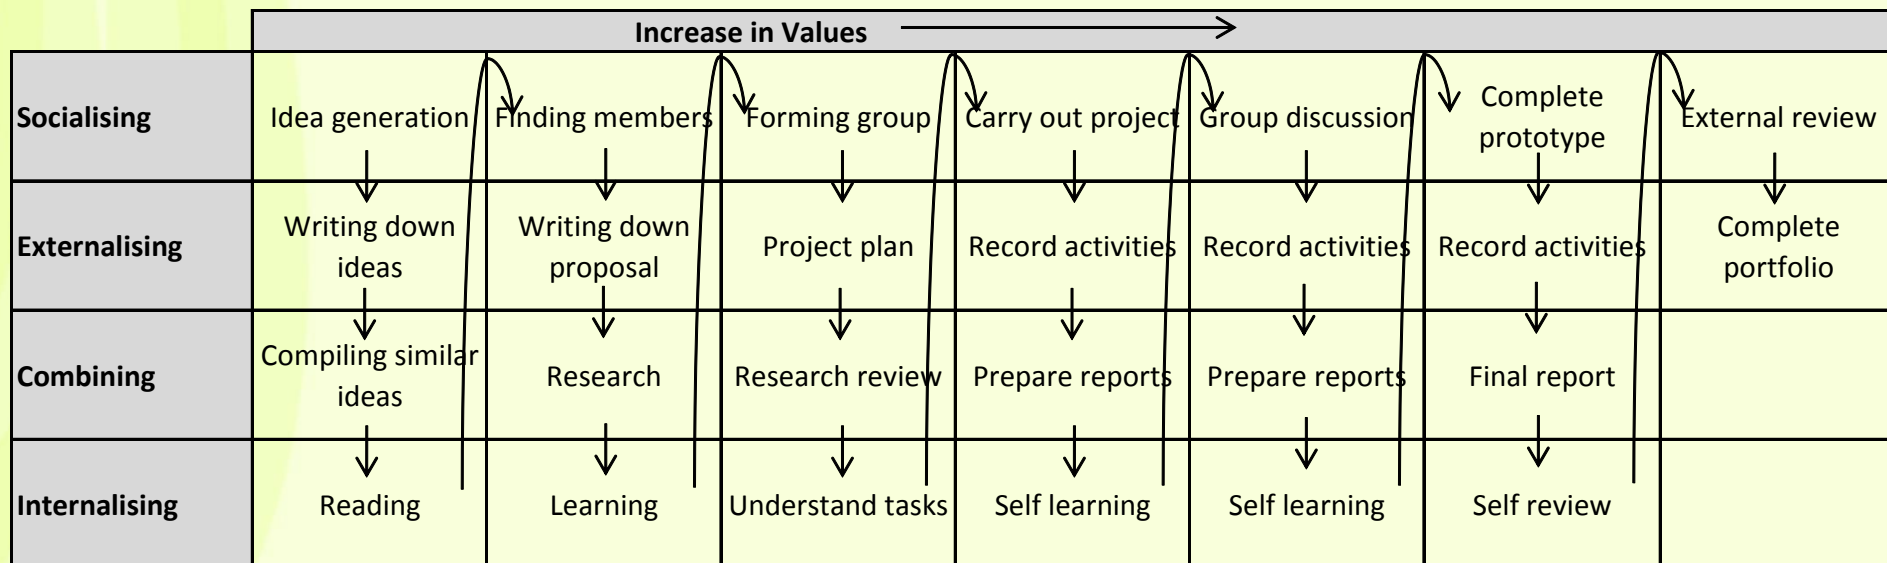 Increase in Values
Socialising
Idea generation
Finding members
Forming group
Carry out project
Group discussion
Complete
prototype
External review
Externalising
Writing down
ideas
Writing down
proposal
Project plan
Record activities
Record activities
Record activities
Complete
portfolio
Combining
Compiling similar
ideas
Research
Research review
Prepare reports
Prepare reports
Final report
Internalising
Reading
Learning
Understand tasks
Self learning
Self learning
Self review